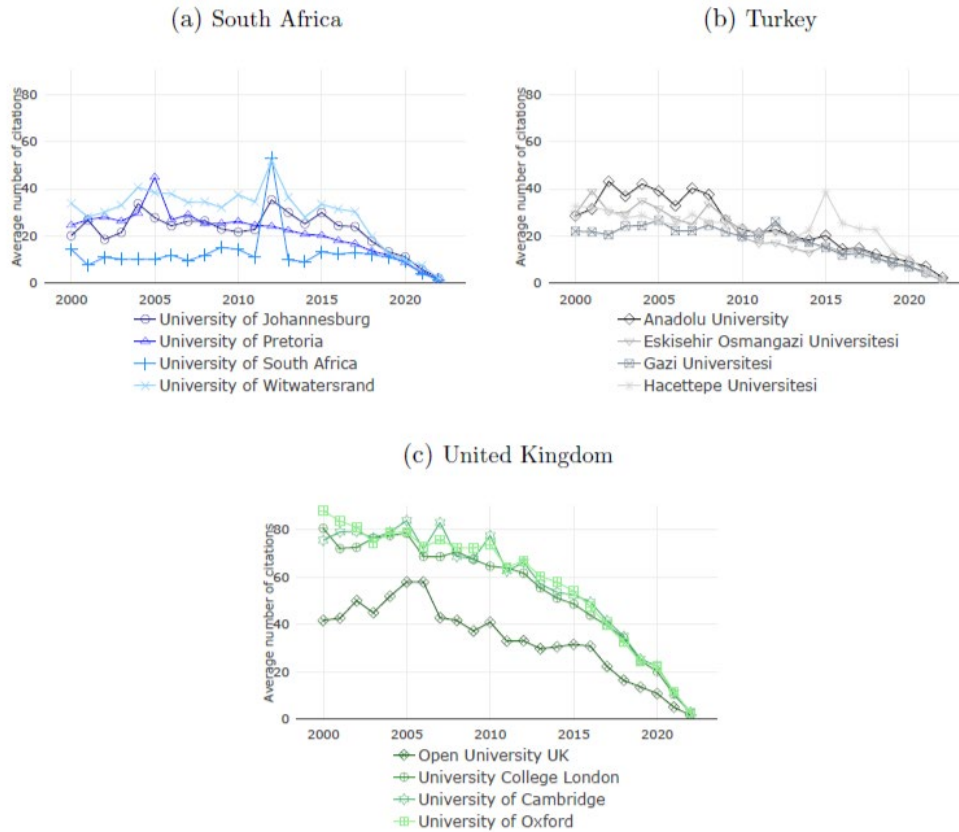 (a) South Africa
Average number of citations
80
60
40
20
0
2000 2005 2010 2015 2020
University of Johannesburg
University of Pretoria
University of South Africa
University of Witwatersrand
(b) Turkey
Average number of citations
80
60
40
20
0
2000 2005 2010 2015 2020
Anadolu University
Eskisehir Osmangazi Universitesi
Gazi Universitesi
Hacettepe Universitesi
(c) United Kingdom
Average number of citations
80
60
40
20
0
2000 2005 2010 2015 2020
Open University UK
University College London
University of Cambridge
University of Oxford